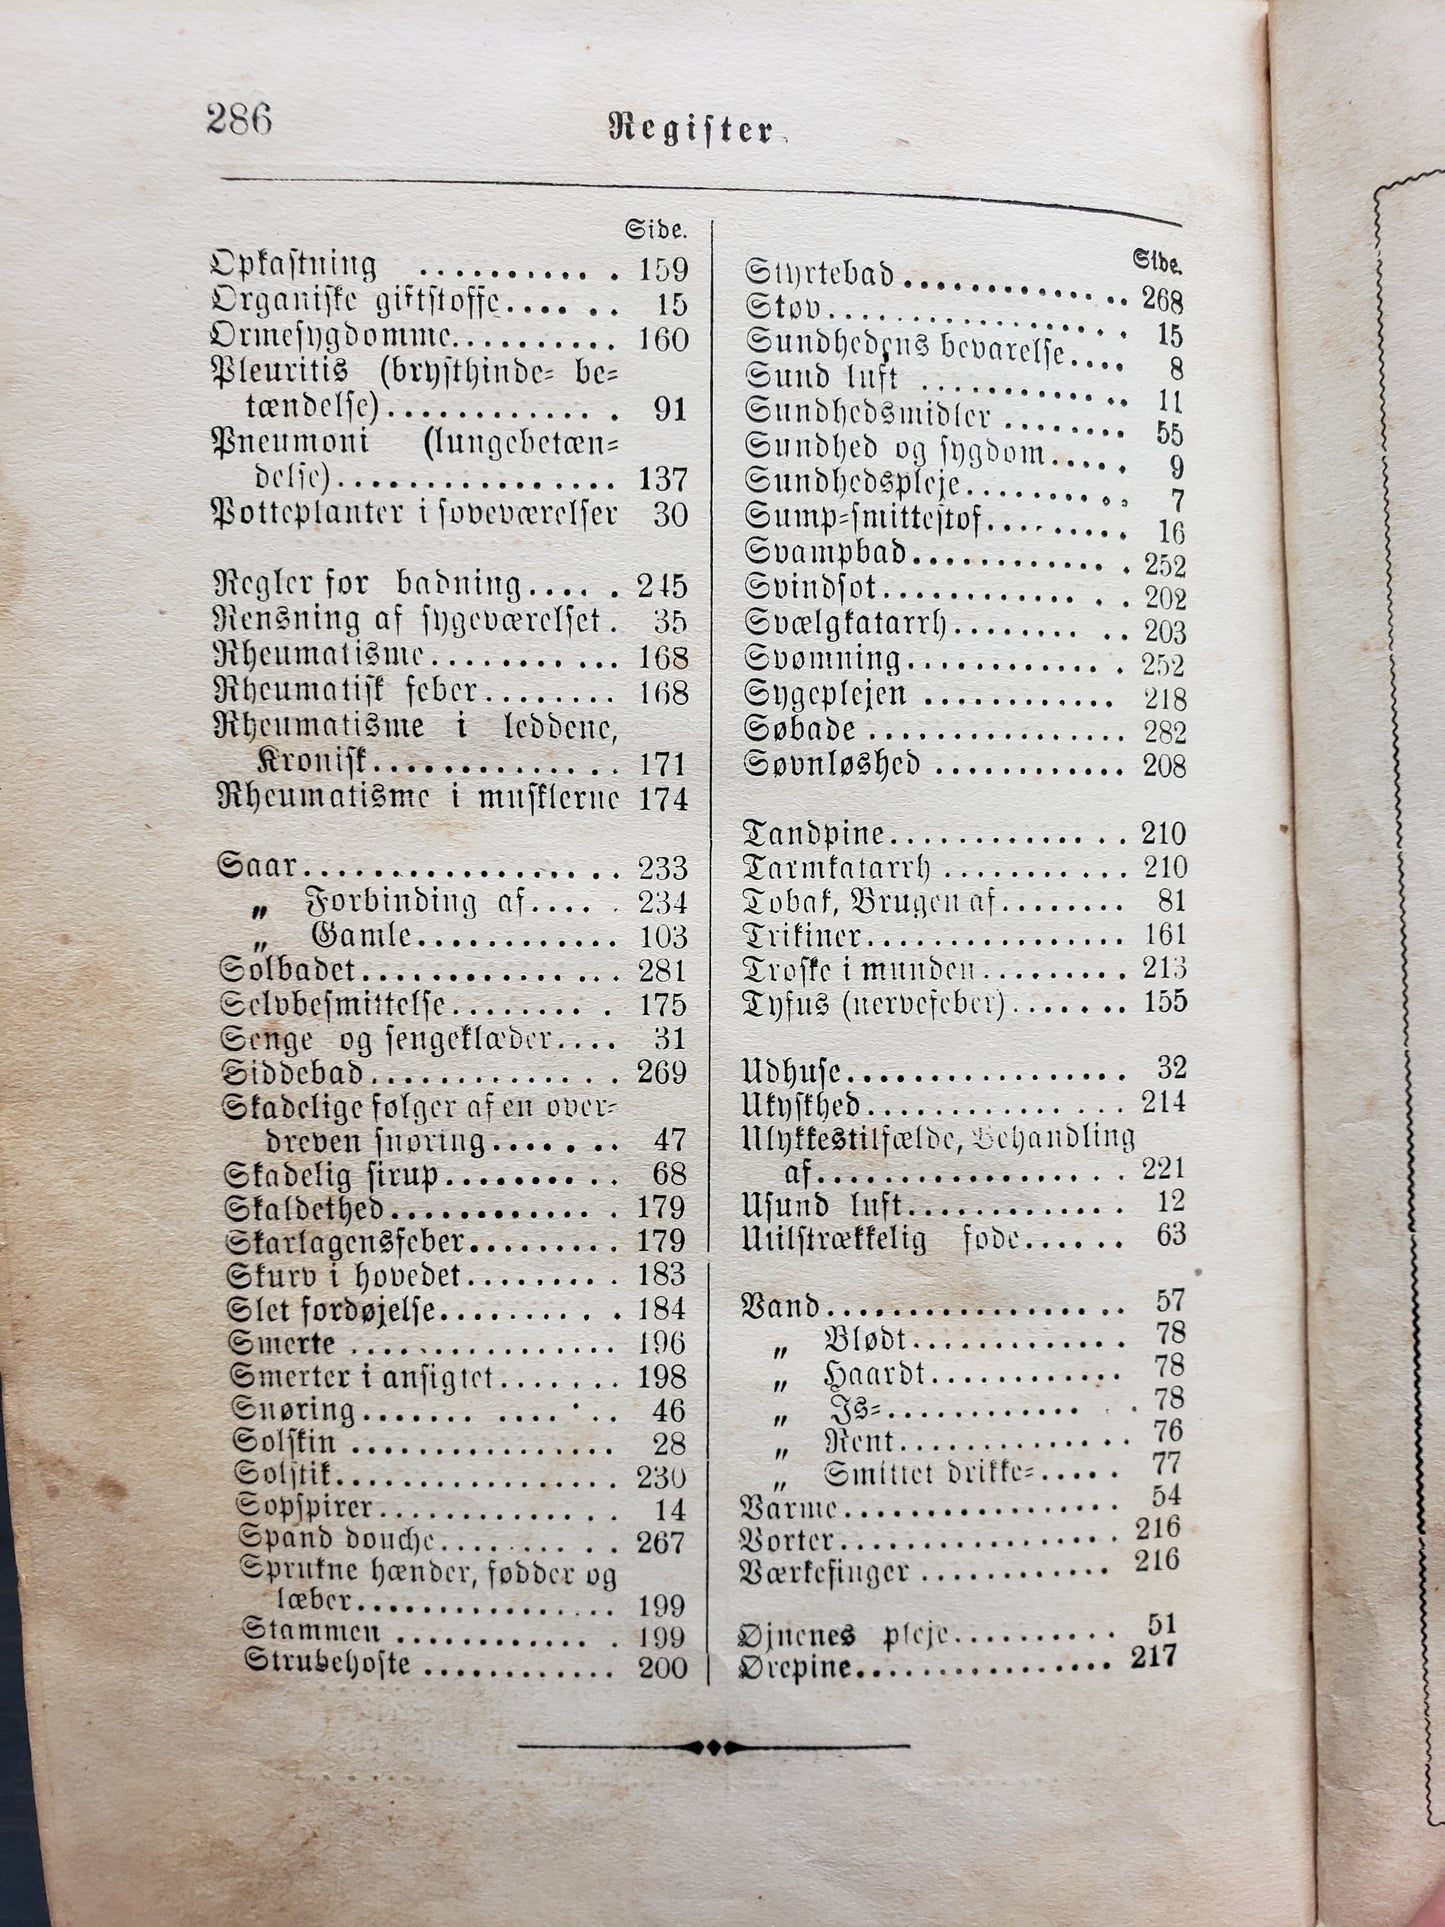 286
Register.
Side.
Opkastning .......... . 159
Organiske giftstoffe.... .. 15
Ormesygdomme.......... 160
Pleuritis (brysthinde- be-
tændelse)............ . 91
Pneumoni (lungebetæn-
delse)................ 137
Potteplanter i soveværelser 30
Regler for badning.... . 245
Rensning af sygeværelset. 35
Rheumatisme............ 168
Rheumatisk feber........ 168
Rheumatisme i leddene,
Kronisk.............. 171
Rheumatisme i musklerne 174
Saar.................. 233
„ Forbinding af.... . 234
„ Gamle............ 103
Solbadet............... 281
Selvbesmittelse........ . 175
Senge og sengeklæder.... 31
Siddebad.............. . 269
Skadelige følger af en over-
dreven snøring....... 47
Skadelig sirup.......... 68
Skaldethed............. 179
Skarlagensfeber......... 179
Skurv i hovedet......... 183
Slet fordøjelse.......... 184
Smerte ................ 196
Smerter i ansigtet....... 198
Snøring....... ....... 46
Solskin ................ 28
Solstik................. 230
Sopspirer.............. 14
Spand douche........... 267
Sprukne hænder, fødder og
læber................ 199
Stammen ............ . 199
Strubehoste ............ 200
Side.
Styrtebad.............. 268
Støv................... 15
Sundhedens bevarelse.... 8
Sund luft .............. 11
Sundhedsmidler ........ 55
Sundhed og sygdom..... 9
Sundhedspleje.......... 7
Sump-smittestof......... 16
Svampbad............. 252
Svindsot.............. 202
Svælgkatarrh........ .. 203
Svømning............. 252
Sygeplejen ............ 218
Søbade ................ 282
Søvnløshed ............ 208
Tandpine.............. 210
Tarmkatarrh ........... 210
Tobak, Brugen af........ 81
Trikiner................ 161
Troske i munden......... 213
Tyfus (nervefeber)....... 155
Udhuse................. 32
Ukyskhed.............. 214
Ulykkestilfælde, Behandling
af................... 221
Usund luft............. 12
Utilstrækkelig føde...... 63
Vand.................. 57
„ Blødt............. 78
„ Haardt............ 78
„ Is-............. . 78
„ Rent.............. 76
„ Smittet drikke-..... 77
Varme................. 54
Vorter................. 216
Værkefinger ............ 216
Øjnenes pleje.......... 51
Ørepine................ 217